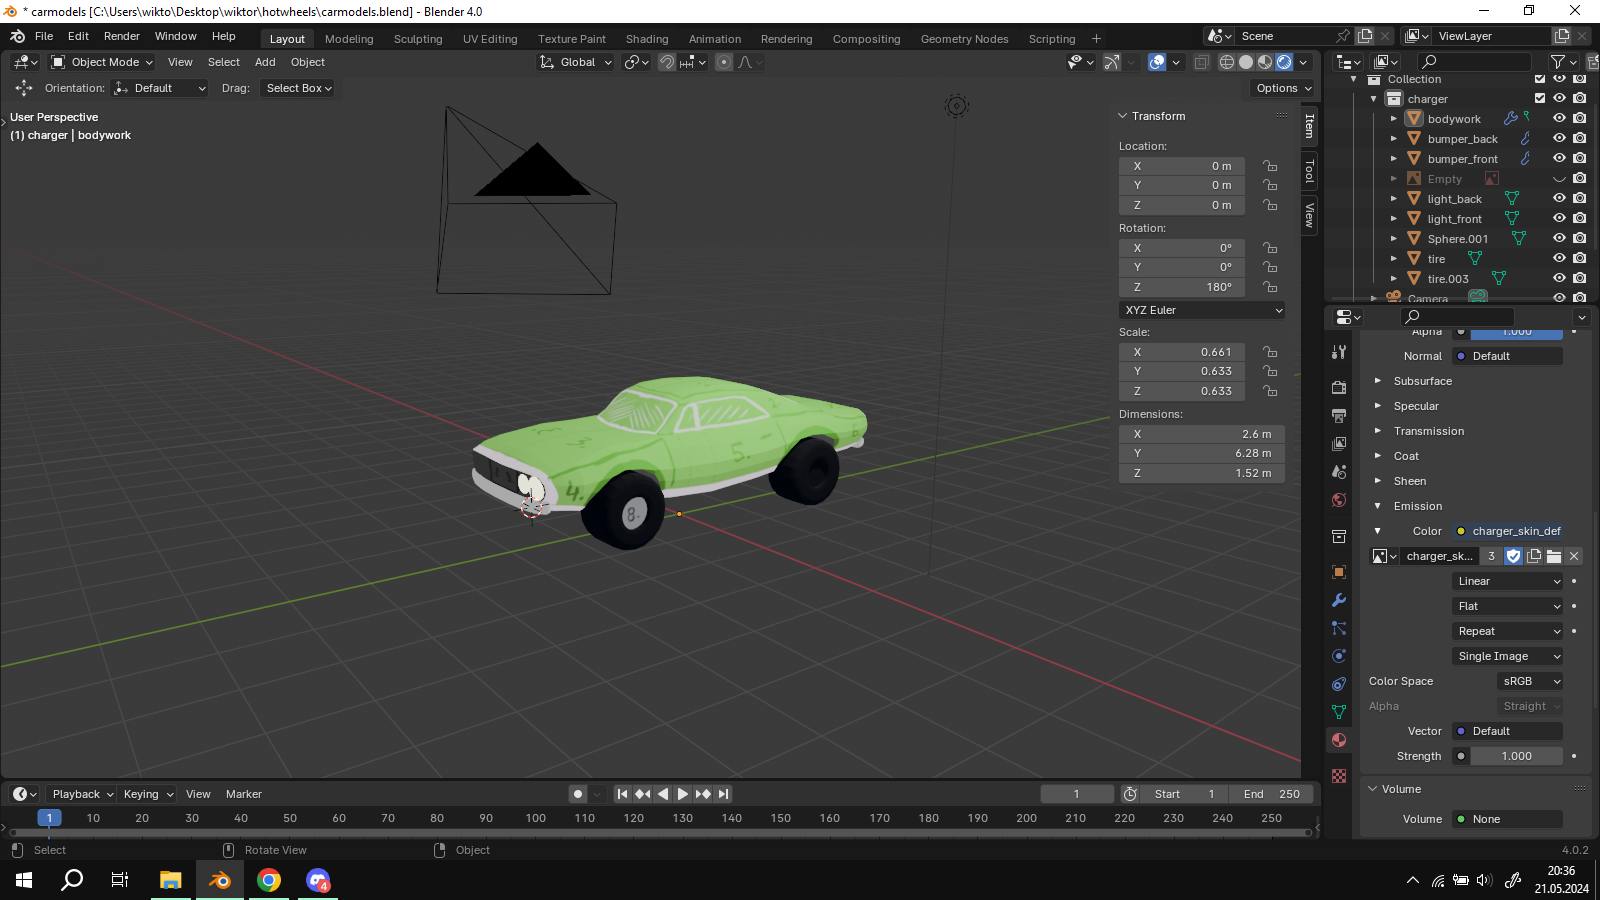 * carmodels [C:\Users\wikto\Desktop\wiktor\hotwheels\carmodels.blend] - Blender 4.0
File Edit Render Window Help Layout Modeling Sculpting UV Editing Texture Paint Shading Animation Rendering Compositing Geometry Nodes Scripting + Scene ViewLayer
Object Mode View Select Add Object Global
Orientation: Default Drag: Select Box Options
User Perspective
(1) charger | bodywork
Transform
Location:
X 0 m
Y 0 m
Z 0 m
Rotation:
X 0°
Y 0°
Z 180°
XYZ Euler
Scale:
X 0.661
Y 0.633
Z 0.633
Dimensions:
X 2.6 m
Y 6.28 m
Z 1.52 m
Item
Tool
View
Collection
charger
bodywork
bumper_back
bumper_front
Empty
light_back
light_front
Sphere.001
tire
tire.003
Camera
Alpha 1.000
Normal Default
Subsurface
Specular
Transmission
Coat
Sheen
Emission
Color charger_skin_def
charger_sk... 3
Linear
Flat
Repeat
Single Image
Color Space sRGB
Alpha Straight
Vector Default
Strength 1.000
Volume
Volume None
3.
5.
4.
8.
Playback Keying View Marker 1 Start 1 End 250
1 10 20 30 40 50 60 70 80 90 100 110 120 130 140 150 160 170 180 190 200 210 220 230 240 250
Select Rotate View Object 4.0.2
4
20:36
21.05.2024